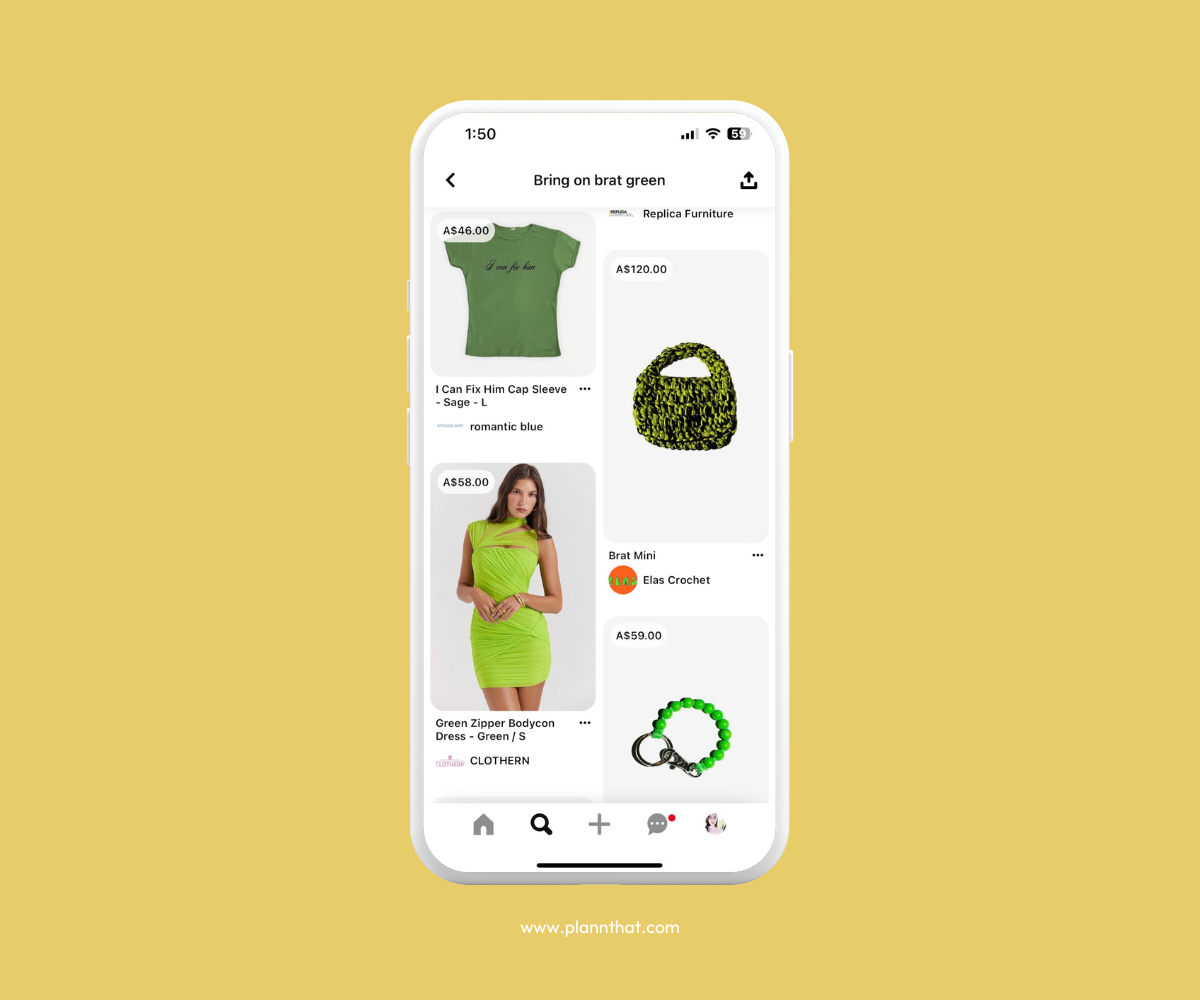 1:50
59
Bring on brat green
A$46.00
I can fix him
I Can Fix Him Cap Sleeve
- Sage - L
romantic blue
A$58.00
Green Zipper Bodycon
Dress - Green / S
CLOTHERN
CLOTHERN
Replica Furniture
A$120.00
Brat Mini
ELAS
Elas Crochet
A$59.00
www.plannthat.com